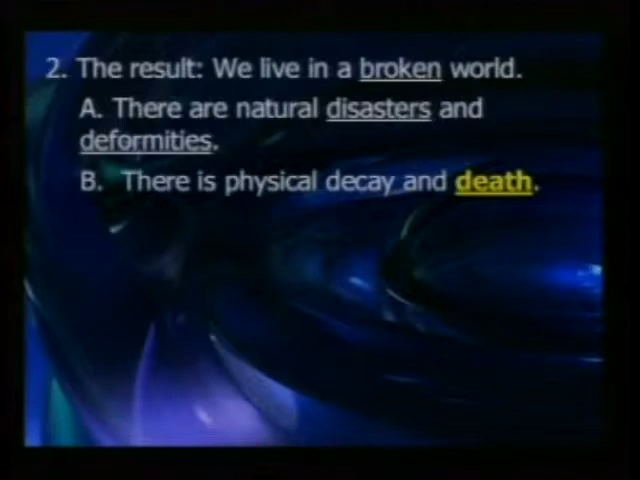 2. The result: We live in a broken world.
A. There are natural disasters and
deformities.
B. There is physical decay and death.